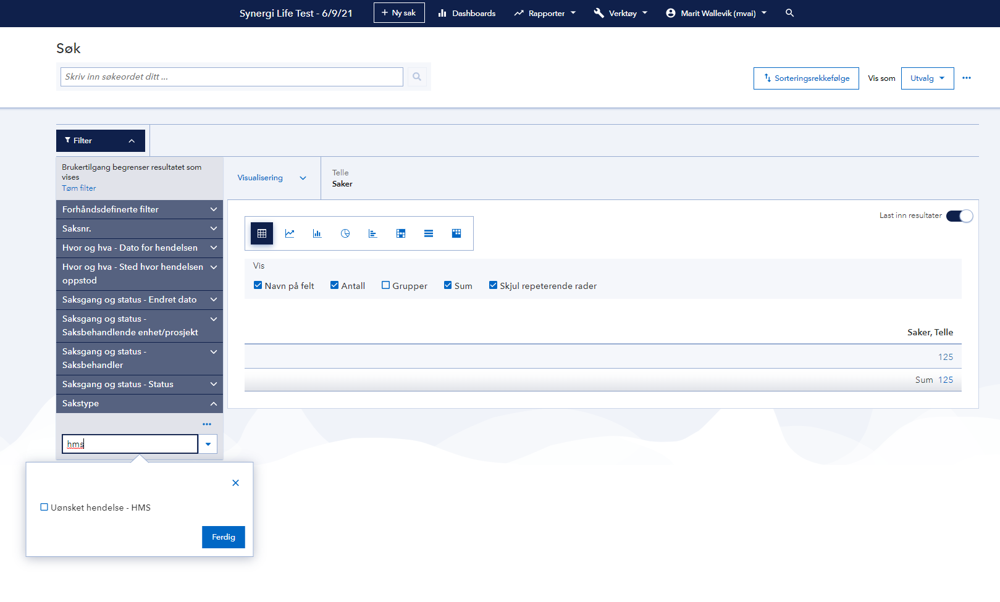 Synergi Life Test - 6/9/21
+ Ny sak
Dashboards
Rapporter
Verktøy
Marit Wallevik (mvai)
Søk
Skriv inn søkeordet ditt ...
Sorteringsrekkefølge
Vis som
Utvalg
Filter
Brukertilgang begrenser resultatet som
vises
Tøm filter
Visualisering
Telle
Saker
Forhåndsdefinerte filter
Saksnr.
Hvor og hva - Dato for hendelsen
Hvor og hva - Sted hvor hendelsen
oppstod
Saksgang og status - Endret dato
Saksgang og status -
Saksbehandlende enhet/prosjekt
Saksgang og status -
Saksbehandler
Saksgang og status - Status
Sakstype
hms
Uønsket hendelse - HMS
Ferdig
Last inn resultater
Vis
Navn på felt
Antall
Grupper
Sum
Skjul repeterende rader
Saker, Telle
125
Sum 125